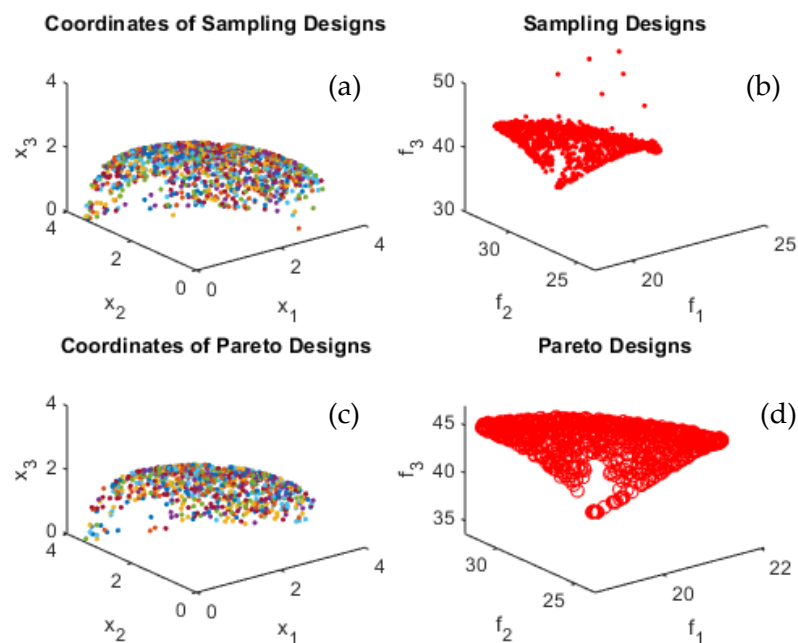 Coordinates of Sampling Designs
(a)
4
x3
2
0
4
2
x2
0
0
2
x1
4
Sampling Designs
(b)
50
f3
40
30
30
f2
25
20
f1
25
Coordinates of Pareto Designs
(c)
4
x3
2
0
4
2
x2
0
0
2
x1
4
Pareto Designs
(d)
45
f3
40
35
30
f2
25
20
f1
22